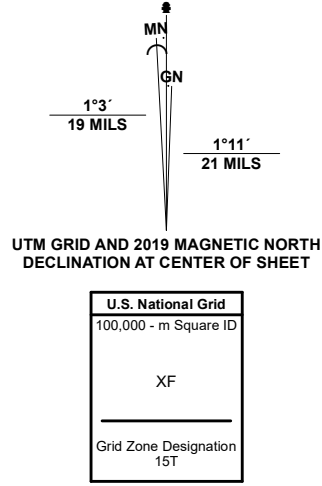 MN
GN
1°3´
19 MILS
1°11´
21 MILS
UTM GRID AND 2019 MAGNETIC NORTH
DECLINATION AT CENTER OF SHEET
U.S. National Grid
100,000 - m Square ID
XF
Grid Zone Designation
15T